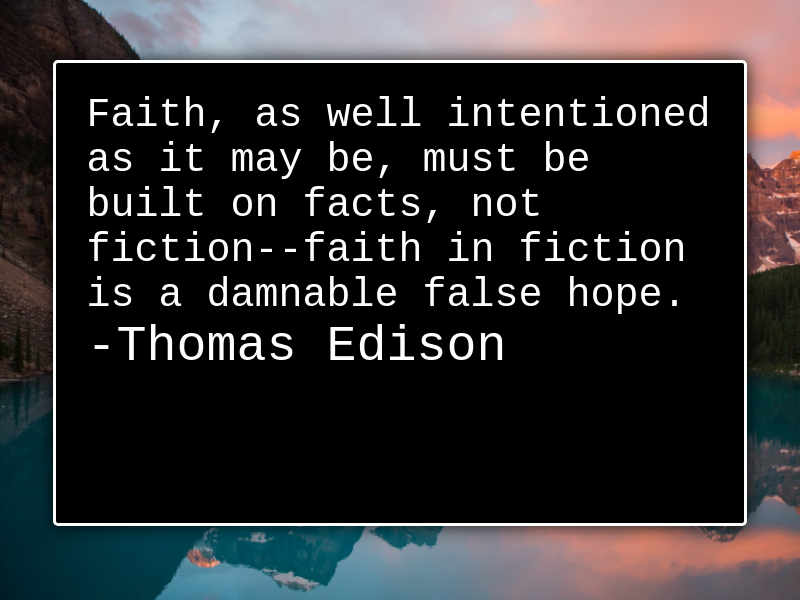 Faith, as well intentioned
as it may be, must be
built on facts, not
fiction--faith in fiction
is a damnable false hope.
-Thomas Edison